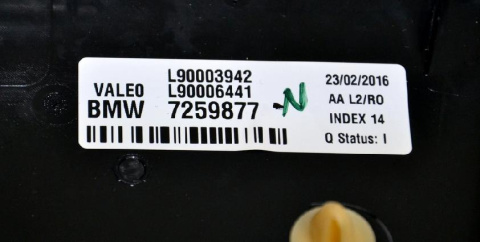 L90003942
VALEO L90006441
BMW 7259877 N
23/02/2016
AA L2/RO
INDEX 14
Q Status: I